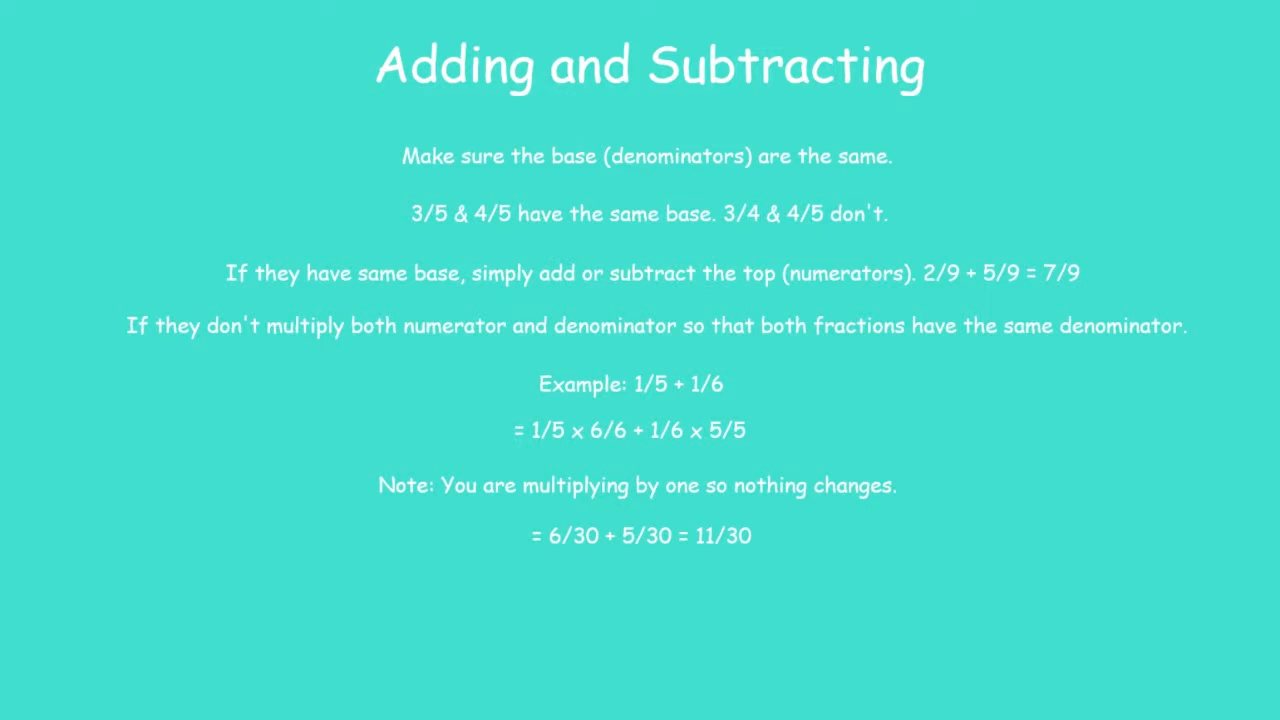 Adding and Subtracting
Make sure the base (denominators) are the same.
3/5 & 4/5 have the same base. 3/4 & 4/5 don't.
If they have same base, simply add or subtract the top (numerators). 2/9 + 5/9 = 7/9
If they don't multiply both numerator and denominator so that both fractions have the same denominator.
Example: 1/5 + 1/6
= 1/5 x 6/6 + 1/6 x 5/5
Note: You are multiplying by one so nothing changes.
= 6/30 + 5/30 = 11/30